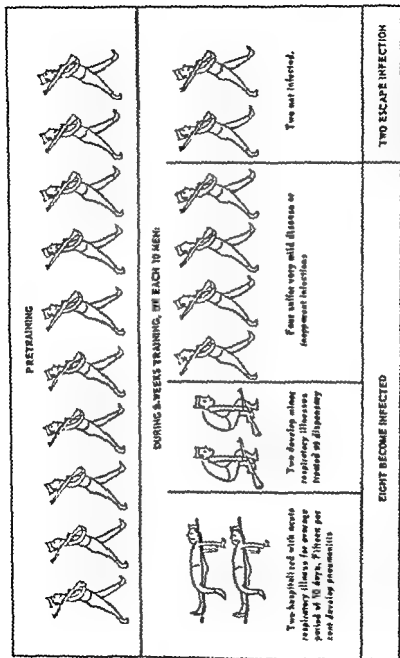 PRETRAINING
DURING 8-WEEKS TRAINING, OF EACH 10 MEN:
Two hospitalized with acute
respiratory illness for average
period of 10 days. Fifteen per
cent develop pneumonitis
Two develop minor
respiratory illnesses
treated at dispensary
Four suffer very mild disease or
inapparent infections
Two not infected.
EIGHT BECOME INFECTED
TWO ESCAPE INFECTION